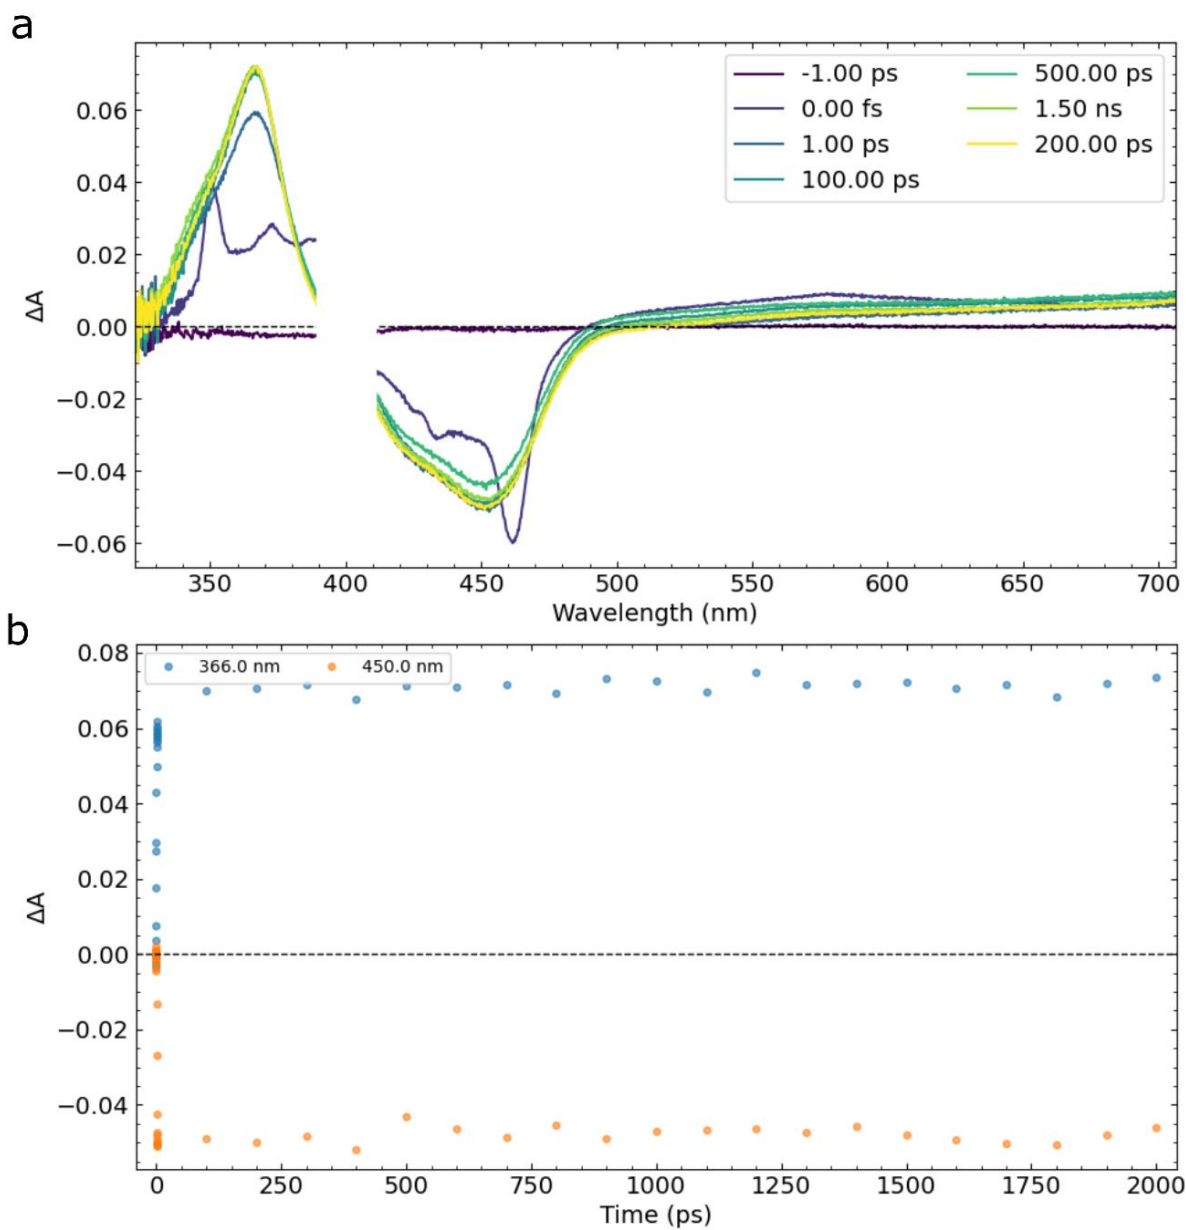 a
-1.00 ps
0.00 fs
1.00 ps
100.00 ps
500.00 ps
1.50 ns
200.00 ps
0.06
0.04
0.02
0.00
−0.02
−0.04
−0.06
ΔA
350 400 450 500 550 600 650 700
Wavelength (nm)
b
366.0 nm 450.0 nm
0.08
0.06
0.04
0.02
0.00
−0.02
−0.04
ΔA
0 250 500 750 1000 1250 1500 1750 2000
Time (ps)